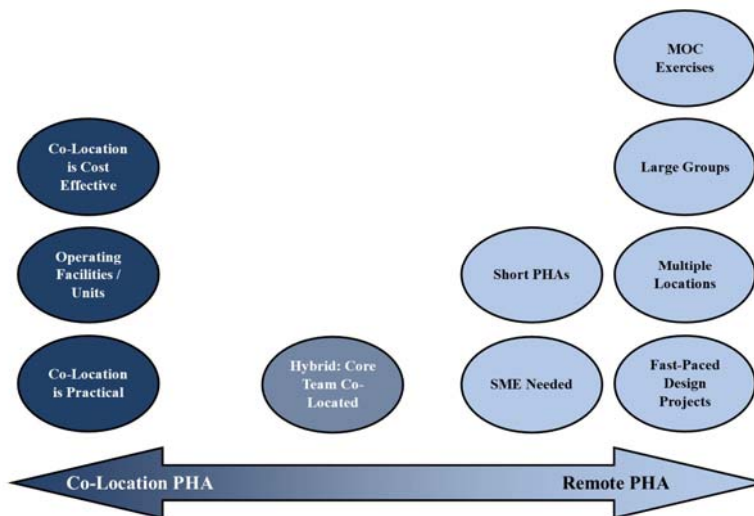 MOC
Exercises
Co-Location
is Cost
Effective
Large Groups
Operating
Facilities /
Units
Short PHAs
Multiple
Locations
Co-Location
is Practical
Hybrid: Core
Team Co-
Located
SME Needed
Fast-Paced
Design
Projects
Co-Location PHA
Remote PHA